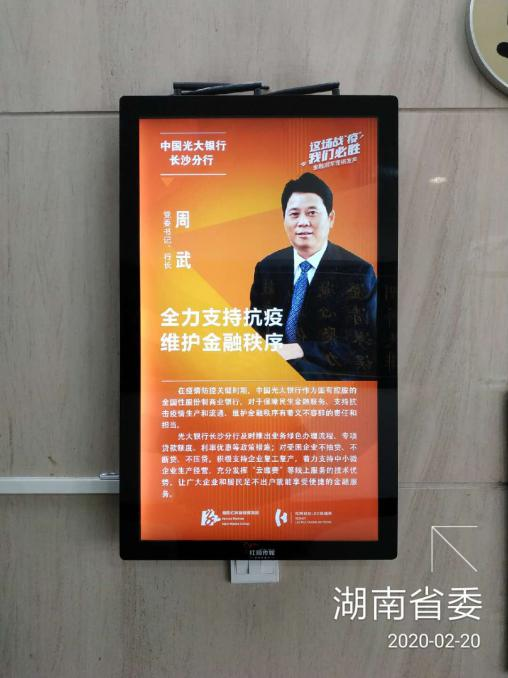 中国光大银行
长沙分行
这场战“疫”
我们必胜
周武
党委书记、行长
全力支持抗疫
维护金融秩序
在疫情防控关键时期，中国光大银行作为国有控股的
全国性股份制商业银行，对于保障民生金融服务、支持抗
击疫情生产和流通、维护金融秩序有着义不容辞的责任和
担当。
光大银行长沙分行及时推出业务绿色办理流程、专项
贷款额度、利率优惠等政策措施；对受困企业不抽贷、不
断贷、不压贷，积极支持企业复工复产，着力支持中小微
企业生产经营，充分发挥“云缴费”等线上服务的技术优
势，让广大企业和居民足不出户就能享受便捷的金融服
务。
红网传媒
湖南省委
2020-02-20